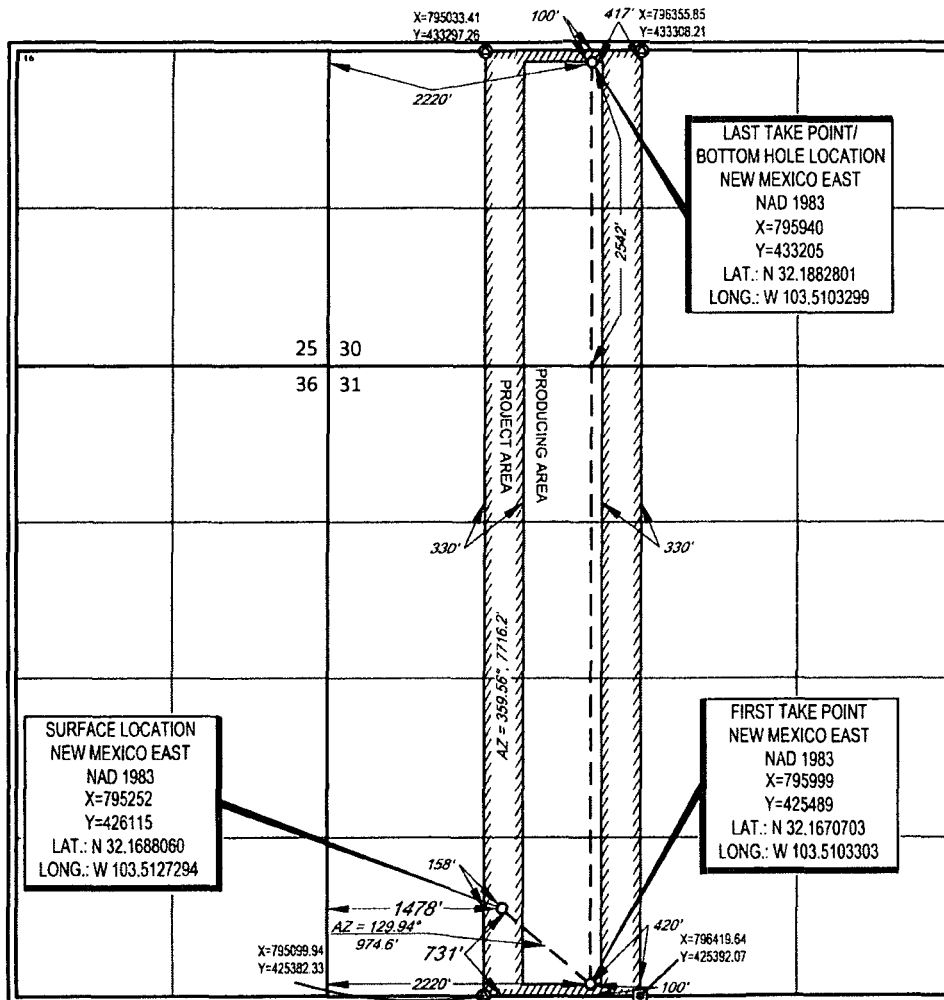 X=795033.41
Y=433297.26
100'
417'
X=796355.85
Y=433308.21
16
2220'
LAST TAKE POINT/
BOTTOM HOLE LOCATION
NEW MEXICO EAST
NAD 1983
X=795940
Y=433205
LAT.: N 32.1882801
LONG.: W 103.5103299
2542'
25 30
36 31
PROJECT AREA
PRODUCING AREA
330'
330'
AZ = 359.56°, 7716.2'
SURFACE LOCATION
NEW MEXICO EAST
NAD 1983
X=795252
Y=426115
LAT.: N 32.1688060
LONG.: W 103.5127294
FIRST TAKE POINT
NEW MEXICO EAST
NAD 1983
X=795999
Y=425489
LAT.: N 32.1670703
LONG.: W 103.5103303
158'
1478'
AZ = 129.94°
974.6'
731'
420'
X=795099.94
Y=425382.33
X=796419.64
Y=425392.07
2220'
100'